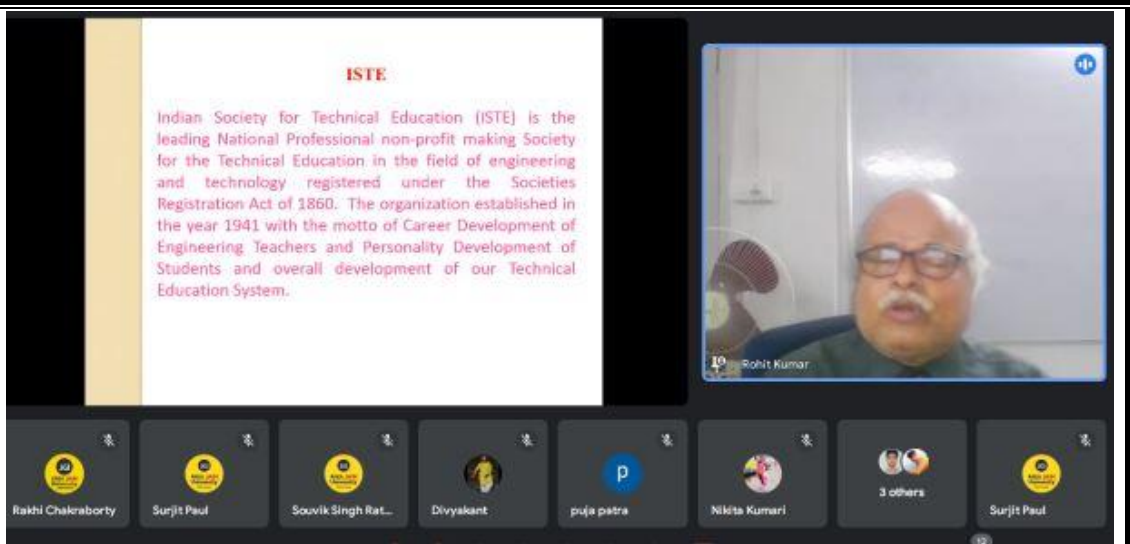 ISTE
Indian Society for Technical Education (ISTE) is the
leading National Professional non-profit making Society
for the Technical Education in the field of engineering
and technology registered under the Societies
Registration Act of 1860. The organization established in
the year 1941 with the motto of Career Development of
Engineering Teachers and Personality Development of
Students and overall development of our Technical
Education System.
Rohit Kumar
Rakhi Chakraborty
Surjit Paul
Souvik Singh Rat...
Divyakant
p
puja patra
Nikita Kumari
3 others
Surjit Paul
12